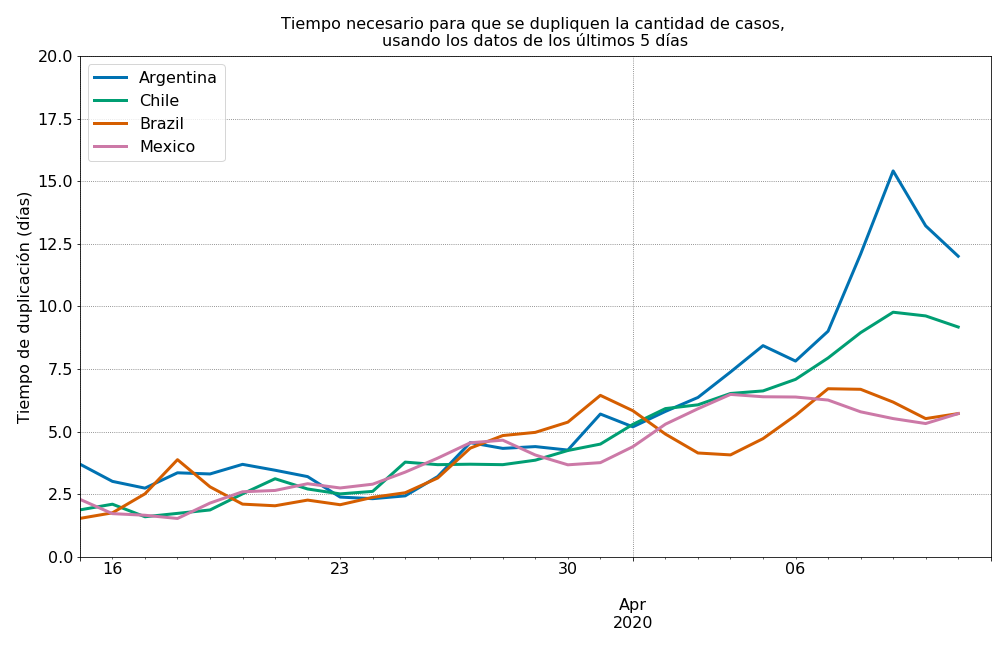 Tiempo necesario para que se dupliquen la cantidad de casos,
usando los datos de los últimos 5 días
Tiempo de duplicación (días)
20.0
17.5
15.0
12.5
10.0
7.5
5.0
2.5
0.0
Argentina
Chile
Brazil
Mexico
16 23 30 06
Apr
2020